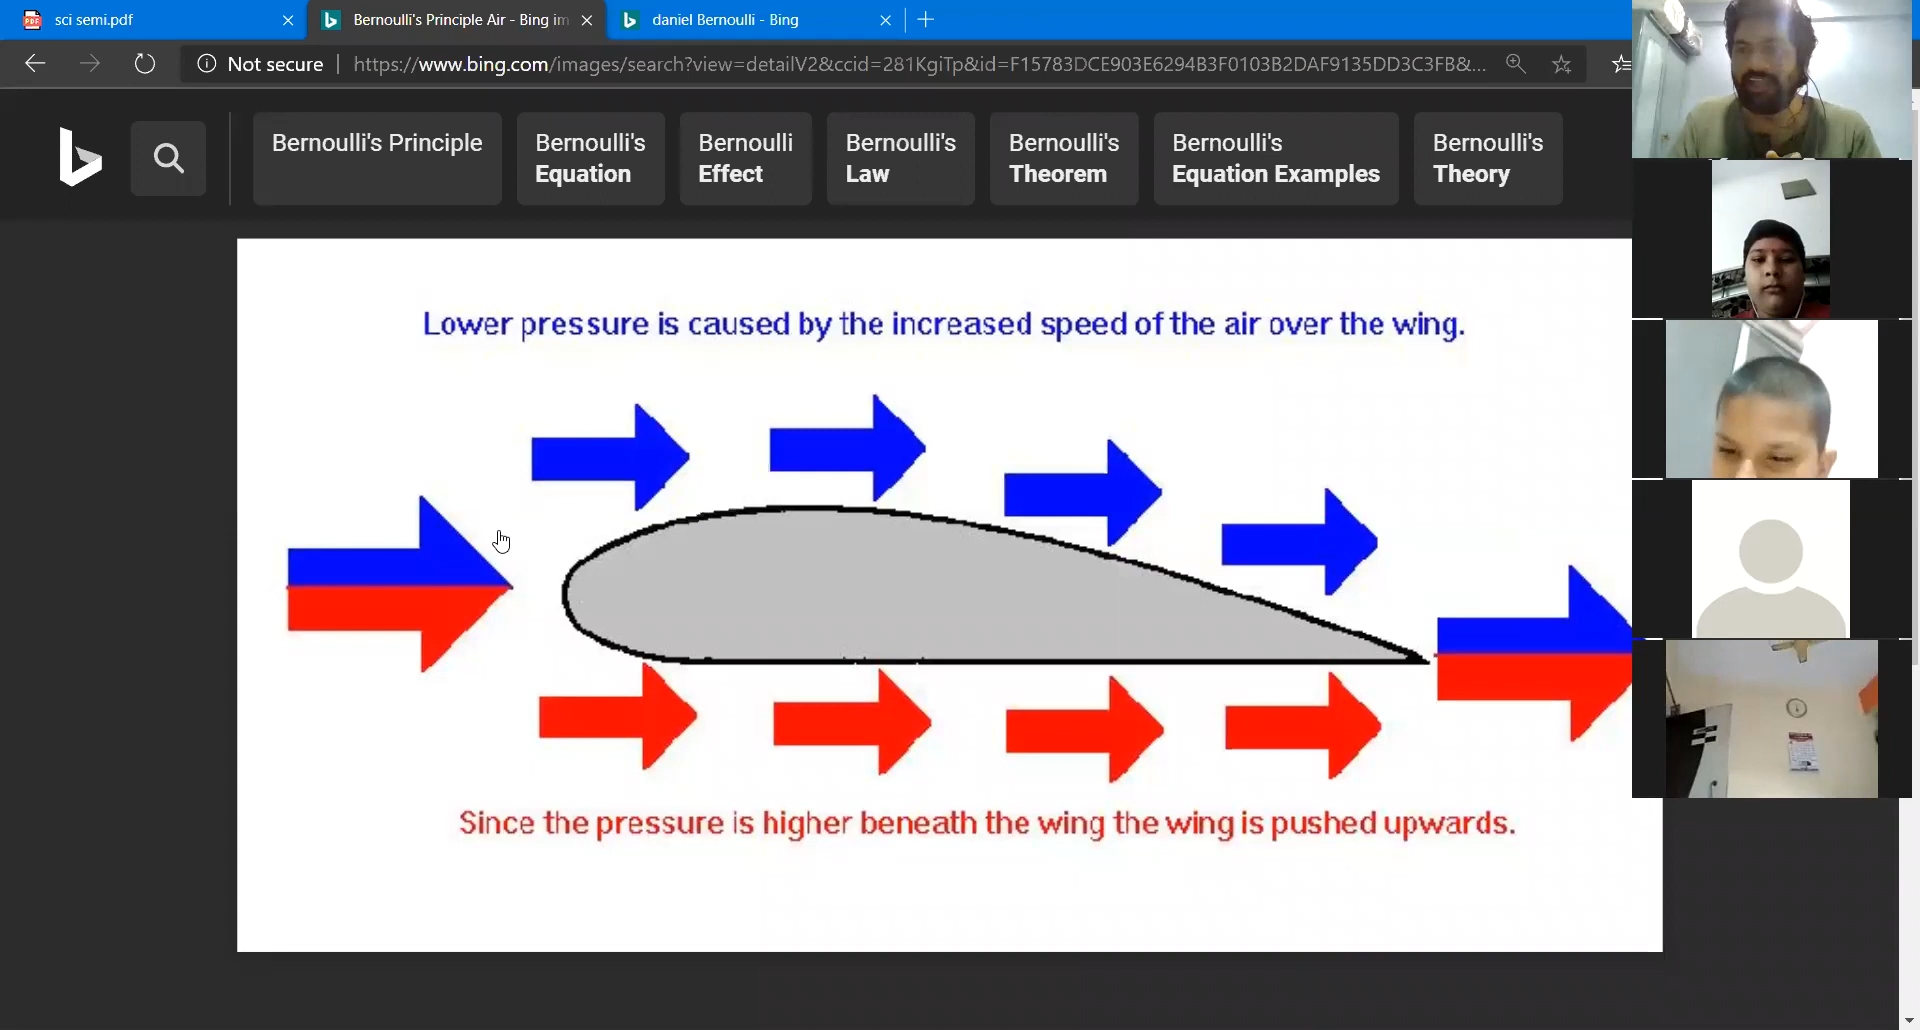 sci semi.pdf
Bernoulli's Principle Air - Bing im
daniel Bernoulli - Bing
Not secure
https://www.bing.com/images/search?view=detailV2&ccid=281KgiTp&id=F15783DCE903E6294B3F0103B2DAF9135DD3C3FB&...
Bernoulli's Principle
Bernoulli's
Equation
Bernoulli
Effect
Bernoulli's
Law
Bernoulli's
Theorem
Bernoulli's
Equation Examples
Bernoulli's
Theory
Lower pressure is caused by the increased speed of the air over the wing.
Since the pressure is higher beneath the wing the wing is pushed upwards.